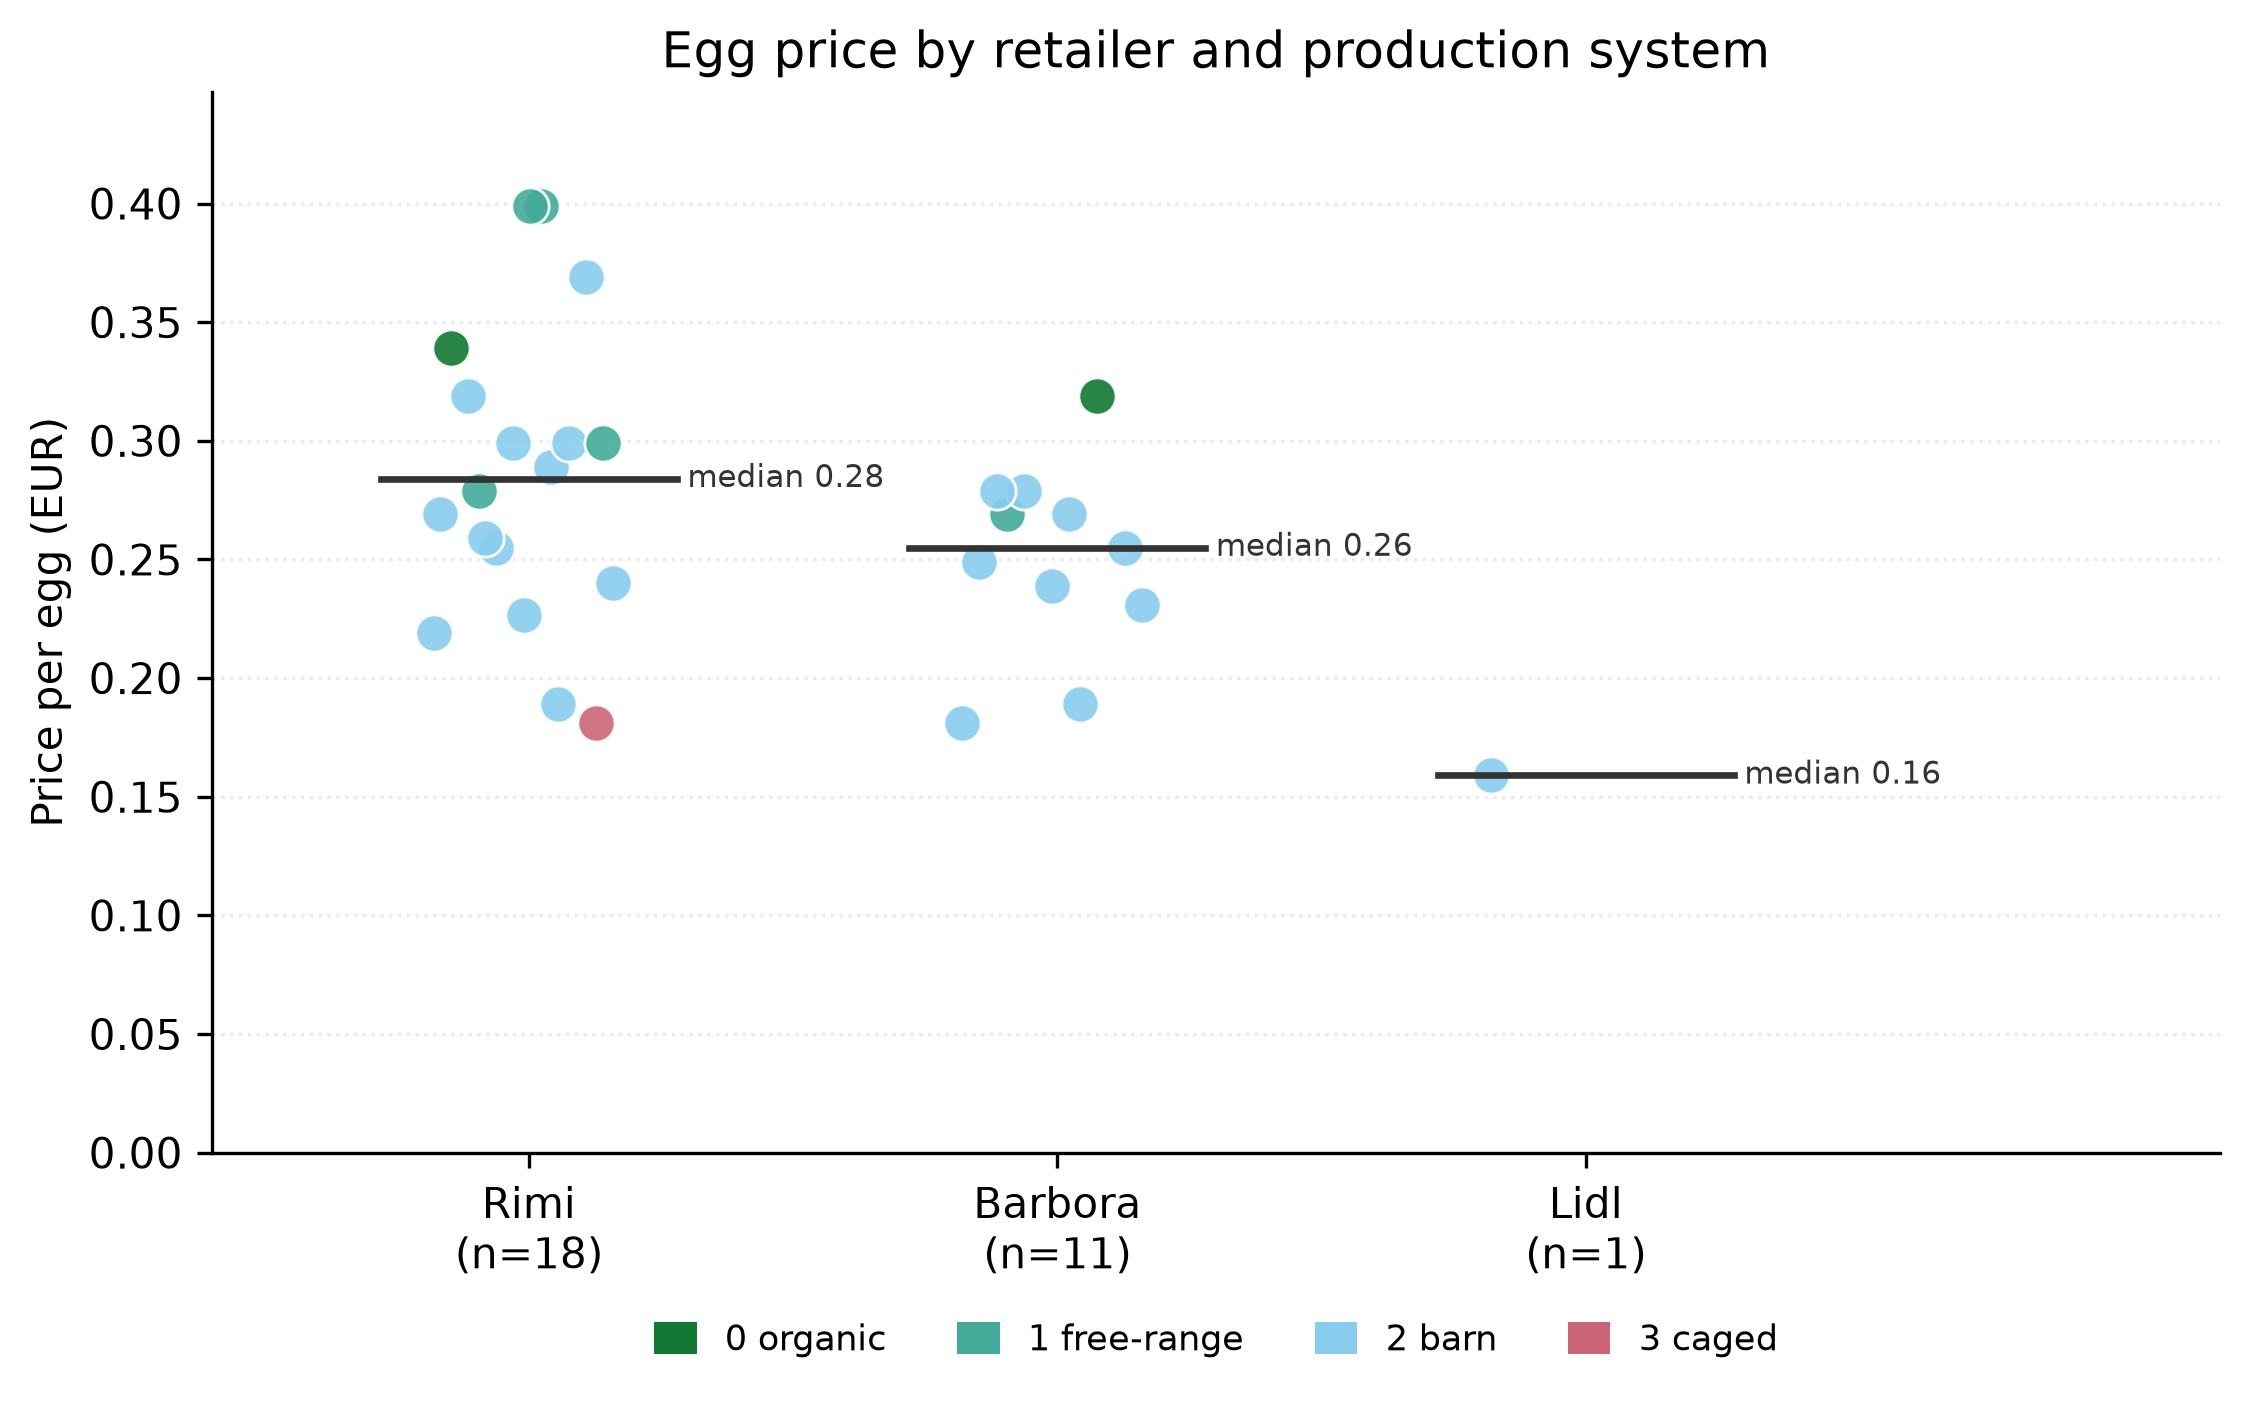 Egg price by retailer and production system
Price per egg (EUR)
0.40
0.35
0.30
0.25
0.20
0.15
0.10
0.05
0.00
median 0.28
median 0.26
median 0.16
Rimi
(n=18)
Barbora
(n=11)
Lidl
(n=1)
0 organic
1 free-range
2 barn
3 caged